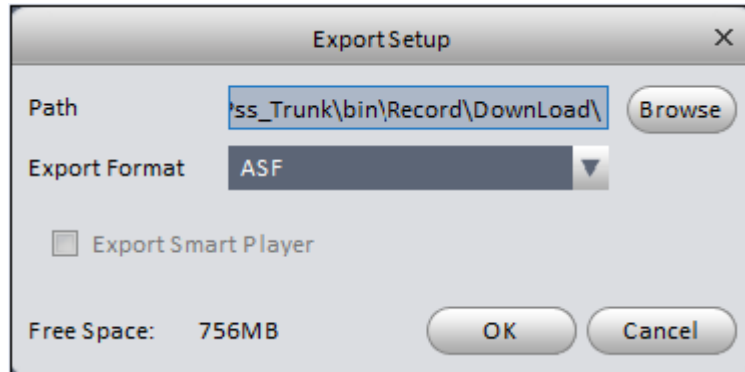 Export Setup
Path
ss_Trunk\bin\Record\DownLoad\
Browse
Export Format
ASF
Export Smart Player
Free Space: 756MB
OK
Cancel